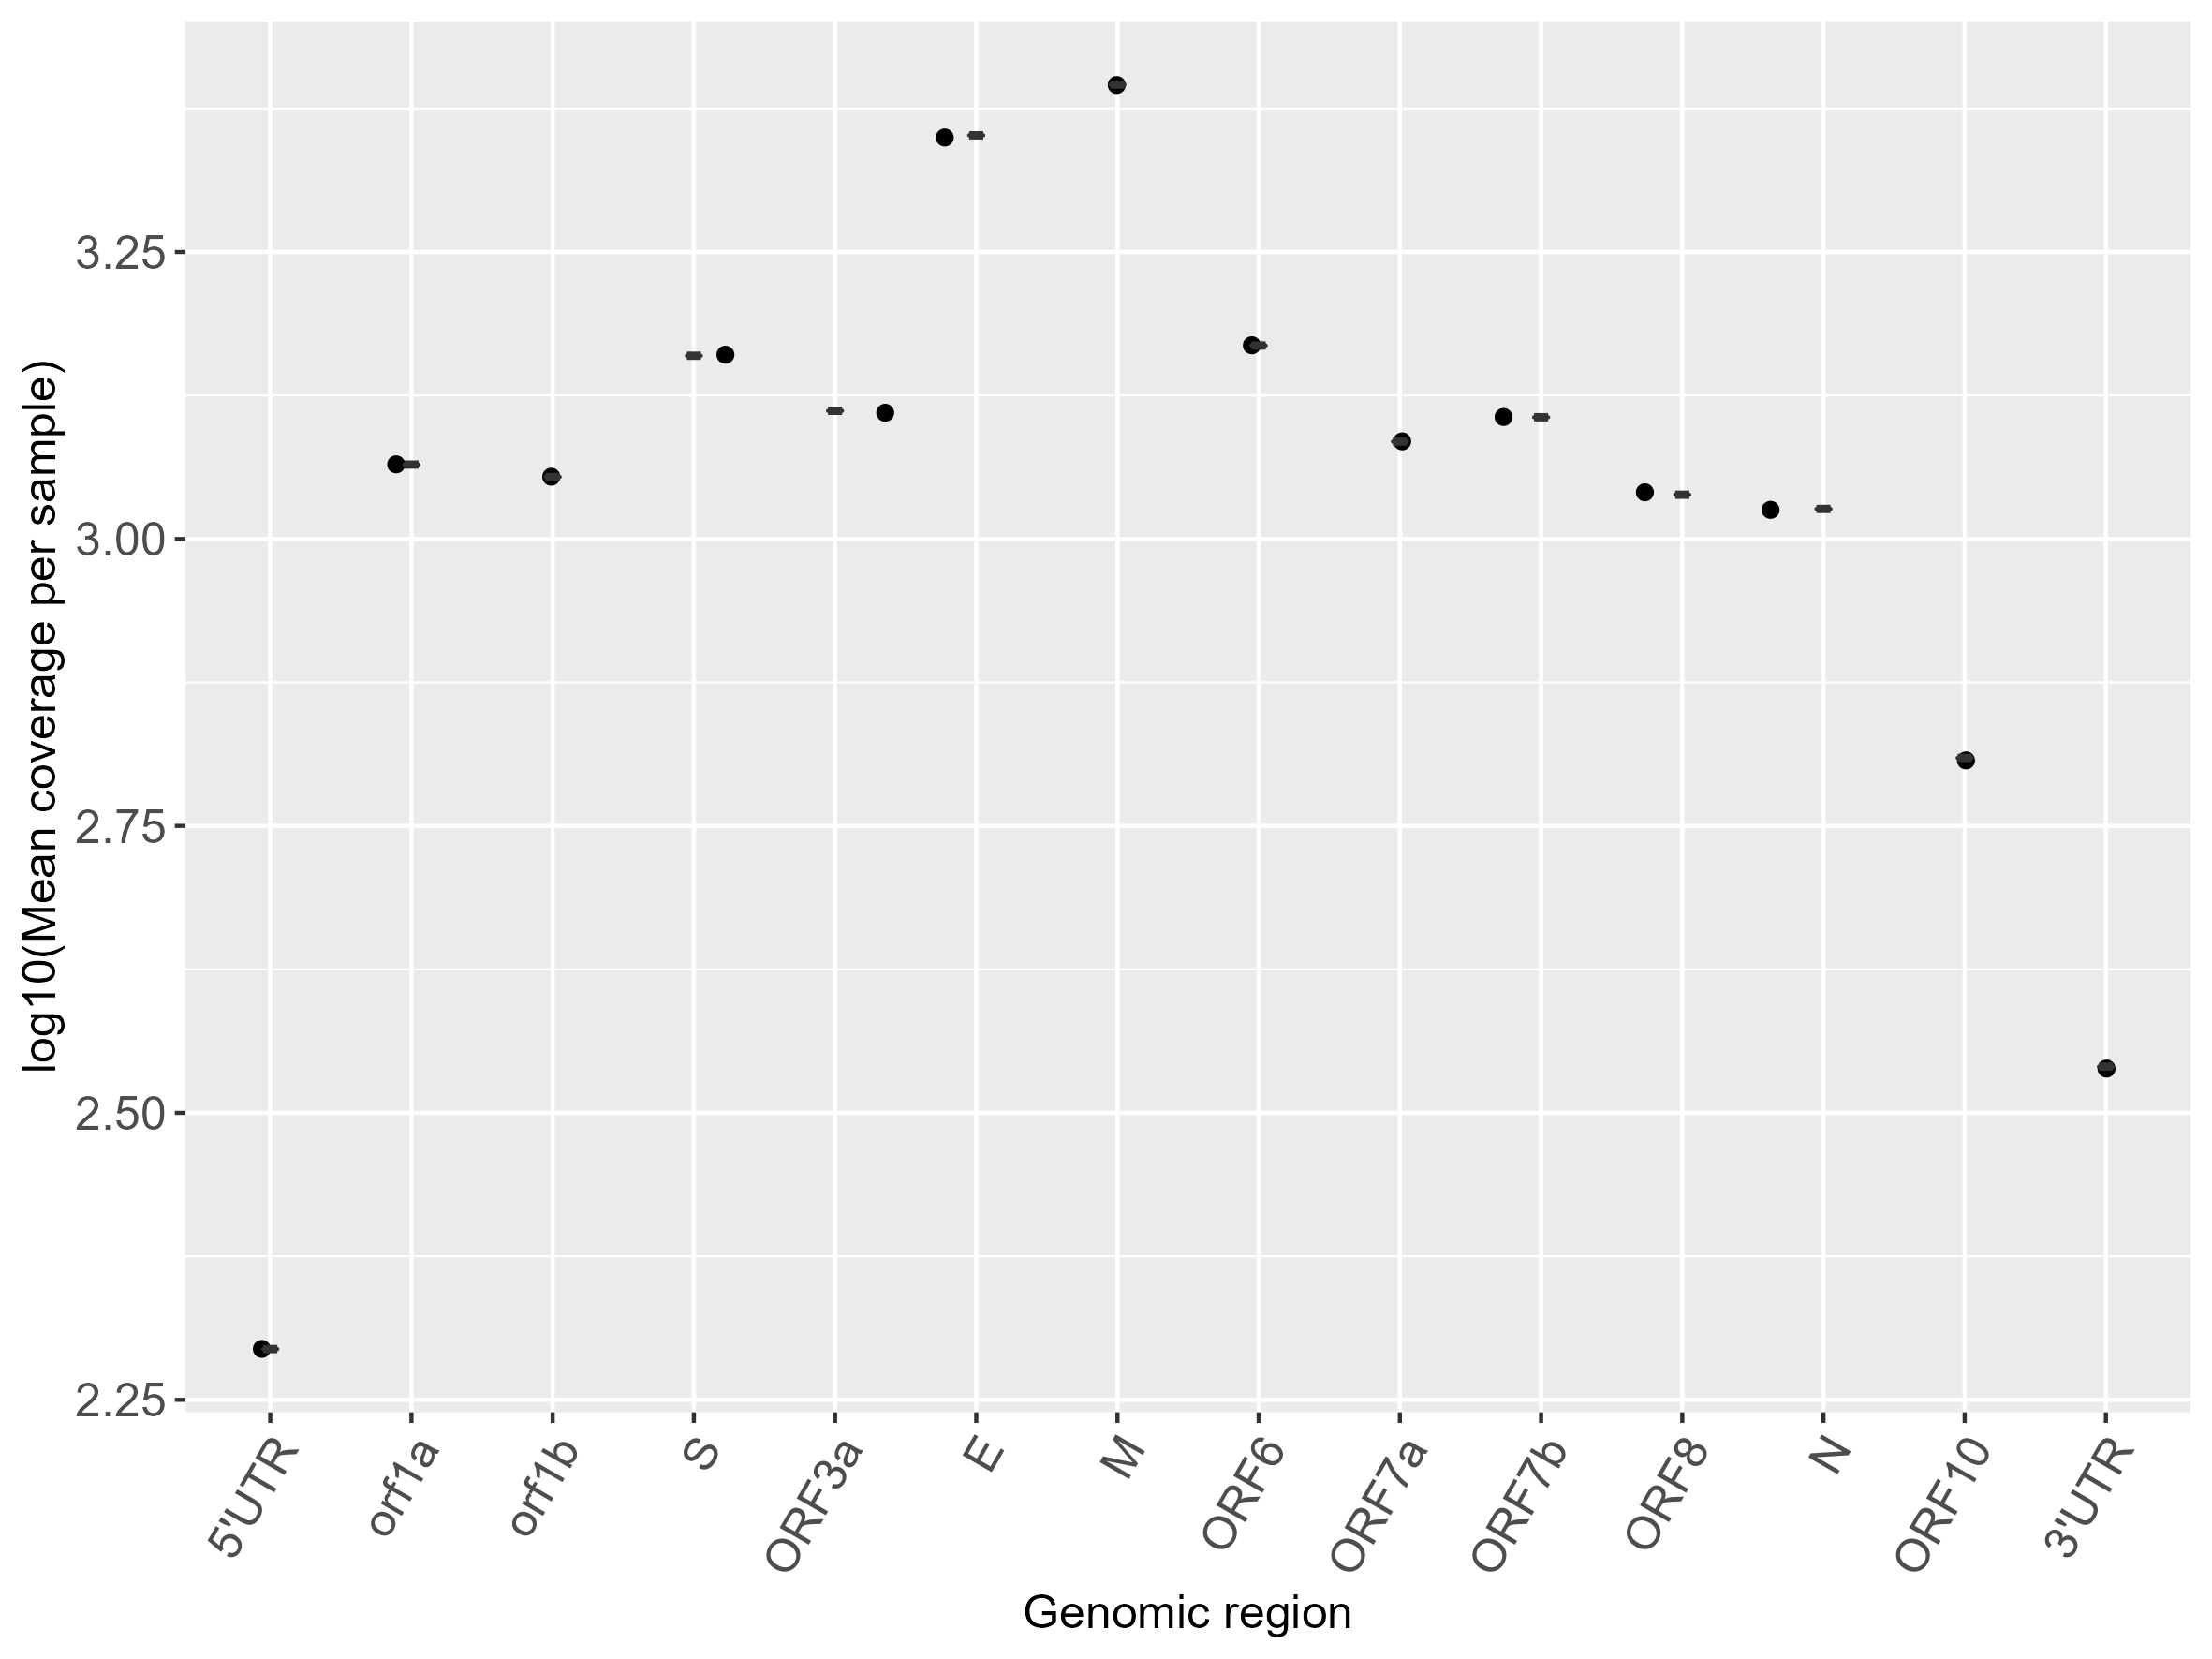 log10(Mean coverage per sample)
3.25
3.00
2.75
2.50
2.25
5'UTR
orf1a
orf1b
S
ORF3a
E
M
ORF6
ORF7a
ORF7b
ORF8
N
ORF10
3'UTR
Genomic region